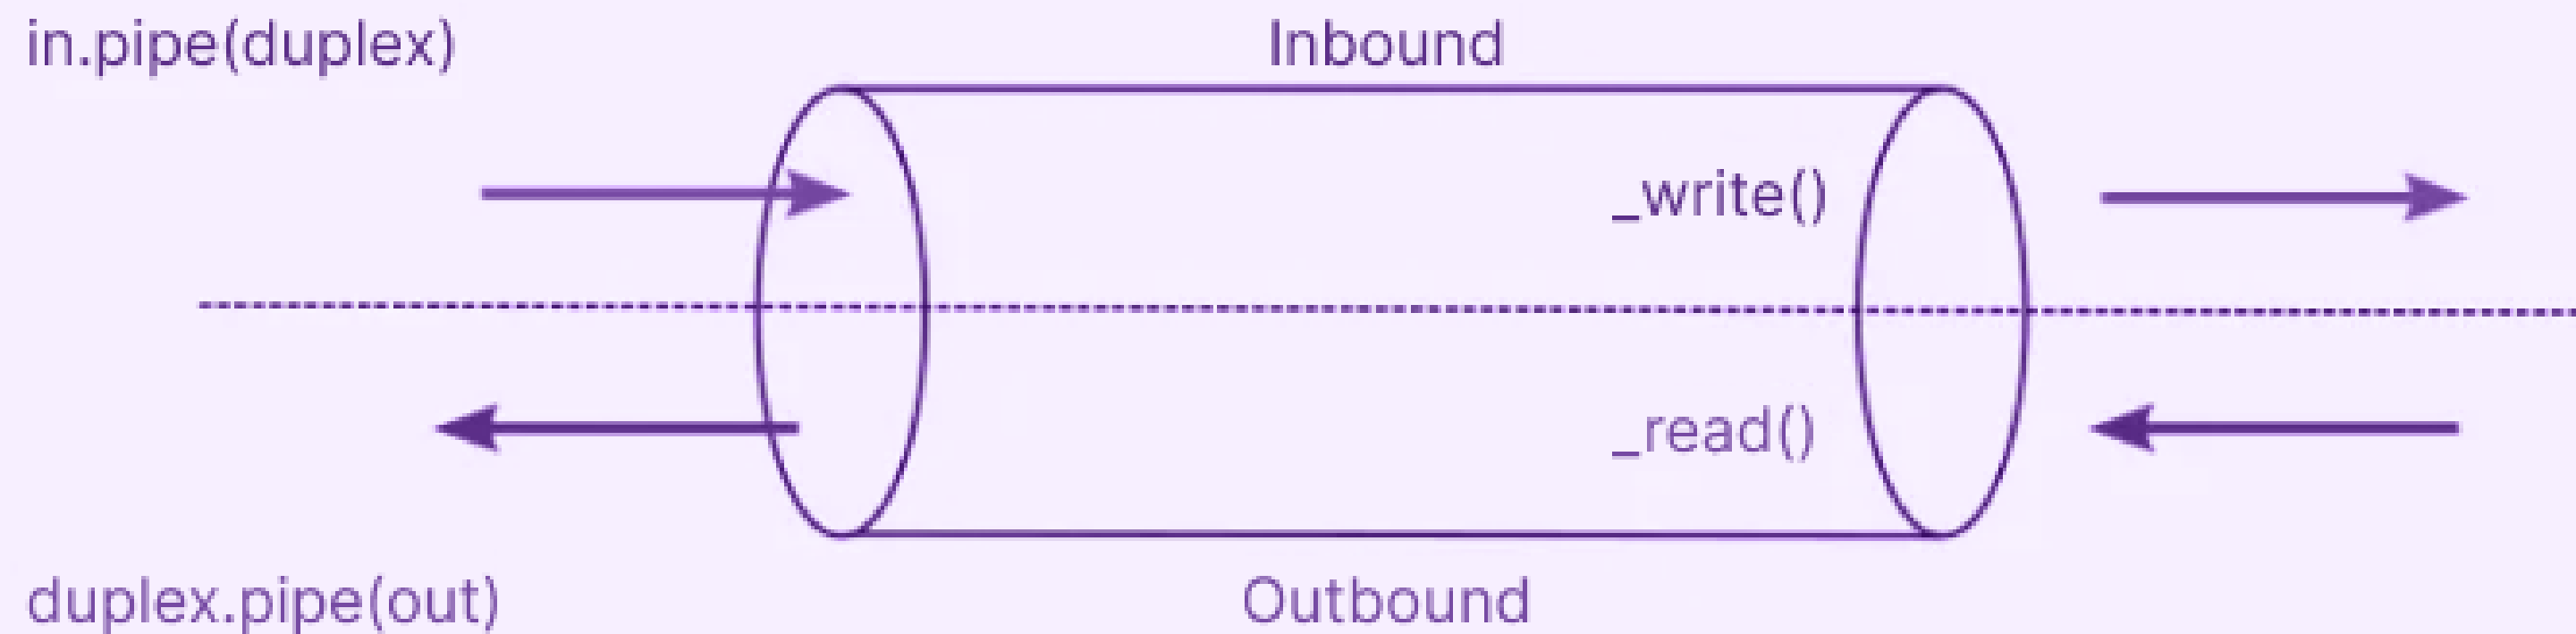 in.pipe(duplex)
Inbound
_write()
_read()
duplex.pipe(out)
Outbound